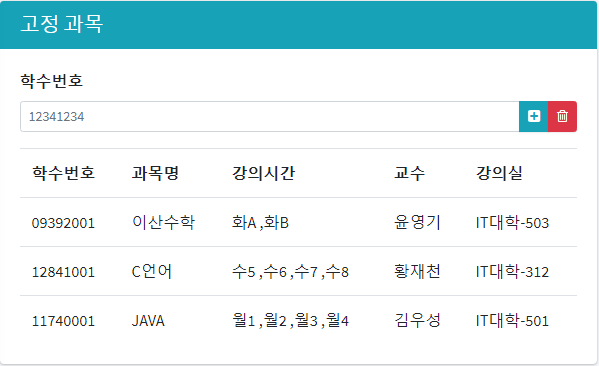 고정 과목
학수번호
12341234
학수번호 과목명 강의시간 교수 강의실
09392001 이산수학 화A ,화B 윤영기 IT대학-503
12841001 C언어 수5 ,수6 ,수7 ,수8 황재천 IT대학-312
11740001 JAVA 월1 ,월2 ,월3 ,월4 김우성 IT대학-501